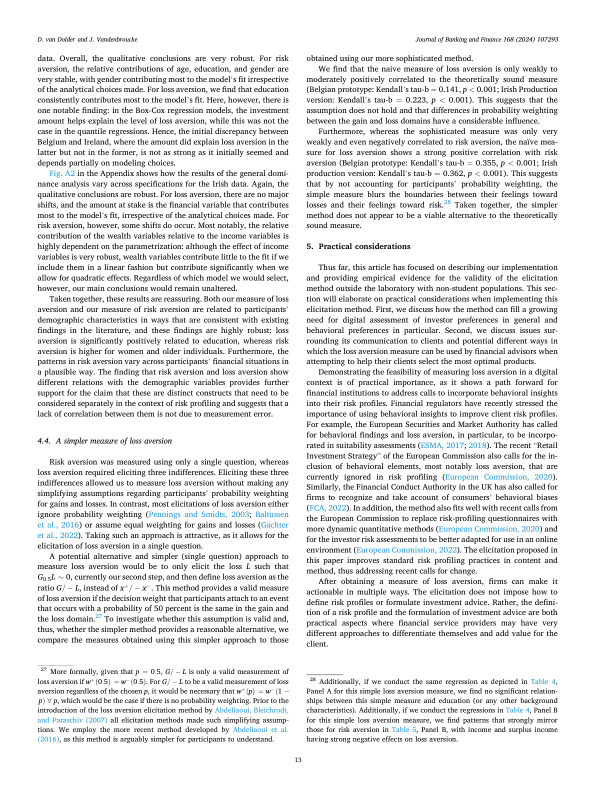 D. van Dolder and J. Vandenbroucke
Journal of Banking and Finance 168 (2024) 107293
data. Overall, the qualitative conclusions are very robust. For risk
aversion, the relative contributions of age, education, and gender are
very stable, with gender contributing most to the model's fit irrespective
of the analytical choices made. For loss aversion, we find that education
consistently contributes most to the model's fit. Here, however, there is
one notable finding: in the Box-Cox regression models, the investment
amount helps explain the level of loss aversion, while this was not the
case in the quantile regressions. Hence, the initial discrepancy between
Belgium and Ireland, where the amount did explain loss aversion in the
latter but not in the former, is not as strong as it initially seemed and
depends partially on modeling choices.
Fig. A2 in the Appendix shows how the results of the general domi-
nance analysis vary across specifications for the Irish data. Again, the
qualitative conclusions are robust. For loss aversion, there are no major
shifts, and the amount at stake is the financial variable that contributes
most to the model's fit, irrespective of the analytical choices made. For
risk aversion, however, some shifts do occur. Most notably, the relative
contribution of the wealth variables relative to the income variables is
highly dependent on the parametrization: although the effect of income
variables is very robust, wealth variables contribute little to the fit if we
include them in a linear fashion but contribute significantly when we
allow for quadratic effects. Regardless of which model we would select,
however, our main conclusions would remain unaltered.
Taken together, these results are reassuring. Both our measure of loss
aversion and our measure of risk aversion are related to participants'
demographic characteristics in ways that are consistent with existing
findings in the literature, and these findings are highly robust: loss
aversion is significantly positively related to education, whereas risk
aversion is higher for women and older individuals. Furthermore, the
patterns in risk aversion vary across participants' financial situations in
a plausible way. The finding that risk aversion and loss aversion show
different relations with the demographic variables provides further
support for the claim that these are distinct constructs that need to be
considered separately in the context of risk profiling and suggests that a
lack of correlation between them is not due to measurement error.
4.4. A simpler measure of loss aversion
Risk aversion was measured using only a single question, whereas
loss aversion required eliciting three indifferences. Eliciting these three
indifferences allowed us to measure loss aversion without making any
simplifying assumptions regarding participants' probability weighting
for gains and losses. In contrast, most elicitations of loss aversion either
ignore probability weighting (Pennings and Smidts, 2003; Baltussen
et al., 2016) or assume equal weighting for gains and losses (Gächter
et al., 2022). Taking such an approach is attractive, as it allows for the
elicitation of loss aversion in a single question.
A potential alternative and simpler (single question) approach to
measure loss aversion would be to only elicit the loss L such that
G₀.₅L ∼ 0, currently our second step, and then define loss aversion as the
ratio G/− L, instead of x⁺/− x⁻. This method provides a valid measure
of loss aversion if the decision weight that participants attach to an event
that occurs with a probability of 50 percent is the same in the gain and
the loss domain.²⁷ To investigate whether this assumption is valid and,
thus, whether the simpler method provides a reasonable alternative, we
compare the measures obtained using this simpler approach to those
²⁷ More formally, given that p = 0.5, G/− L is only a valid measurement of
loss aversion if w⁺(0.5) = w⁻(0.5). For G/− L to be a valid measurement of loss
aversion regardless of the chosen p, it would be necessary that w⁺(p) = w⁻(1 −
p) ∀ p, which would be the case if there is no probability weighting. Prior to the
introduction of the loss aversion elicitation method by Abdellaoui, Bleichrodt,
and Paraschiv (2007) all elicitation methods made such simplifying assump-
tions. We employ the more recent method developed by Abdellaoui et al.
(2016), as this method is arguably simpler for participants to understand.
obtained using our more sophisticated method.
We find that the naive measure of loss aversion is only weakly to
moderately positively correlated to the theoretically sound measure
(Belgian prototype: Kendall's tau-b = 0.141, p < 0.001; Irish Production
version: Kendall's tau-b = 0.223, p < 0.001). This suggests that the
assumption does not hold and that differences in probability weighting
between the gain and loss domains have a considerable influence.
Furthermore, whereas the sophisticated measure was only very
weakly and even negatively correlated to risk aversion, the naïve mea-
sure for loss aversion shows a strong positive correlation with risk
aversion (Belgian prototype: Kendall's tau-b = 0.355, p < 0.001; Irish
production version: Kendall's tau-b = 0.362, p < 0.001). This suggests
that by not accounting for participants' probability weighting, the
simple measure blurs the boundaries between their feelings toward
losses and their feelings toward risk.²⁸ Taken together, the simpler
method does not appear to be a viable alternative to the theoretically
sound measure.
5. Practical considerations
Thus far, this article has focused on describing our implementation
and providing empirical evidence for the validity of the elicitation
method outside the laboratory with non-student populations. This sec-
tion will elaborate on practical considerations when implementing this
elicitation method. First, we discuss how the method can fill a growing
need for digital assessment of investor preferences in general and
behavioral preferences in particular. Second, we discuss issues sur-
rounding its communication to clients and potential different ways in
which the loss aversion measure can be used by financial advisors when
attempting to help their clients select the most optimal products.
Demonstrating the feasibility of measuring loss aversion in a digital
context is of practical importance, as it shows a path forward for
financial institutions to address calls to incorporate behavioral insights
into their risk profiles. Financial regulators have recently stressed the
importance of using behavioral insights to improve client risk profiles.
For example, the European Securities and Market Authority has called
for behavioral findings and loss aversion, in particular, to be incorpo-
rated in suitability assessments (ESMA, 2017; 2018). The recent "Retail
Investment Strategy" of the European Commission also calls for the in-
clusion of behavioral elements, most notably loss aversion, that are
currently ignored in risk profiling (European Commission, 2020).
Similarly, the Financial Conduct Authority in the UK has also called for
firms to recognize and take account of consumers' behavioral biases
(FCA, 2022). In addition, the method also fits well with recent calls from
the European Commission to replace risk-profiling questionnaires with
more dynamic quantitative methods (European Commission, 2020) and
for the investor risk assessments to be better adapted for use in an online
environment (European Commission, 2022). The elicitation proposed in
this paper improves standard risk profiling practices in content and
method, thus addressing recent calls for change.
After obtaining a measure of loss aversion, firms can make it
actionable in multiple ways. The elicitation does not impose how to
define risk profiles or formulate investment advice. Rather, the defini-
tion of a risk profile and the formulation of investment advice are both
practical aspects where financial service providers may have very
different approaches to differentiate themselves and add value for the
client.
²⁸ Additionally, if we conduct the same regression as depicted in Table 4,
Panel A for this simple loss aversion measure, we find no significant relation-
ships between this simple measure and education (or any other background
characteristics). Additionally, if we conduct the regressions in Table 4, Panel B
for this simple loss aversion measure, we find patterns that strongly mirror
those for risk aversion in Table 5, Panel B, with income and surplus income
having strong negative effects on loss aversion.
13